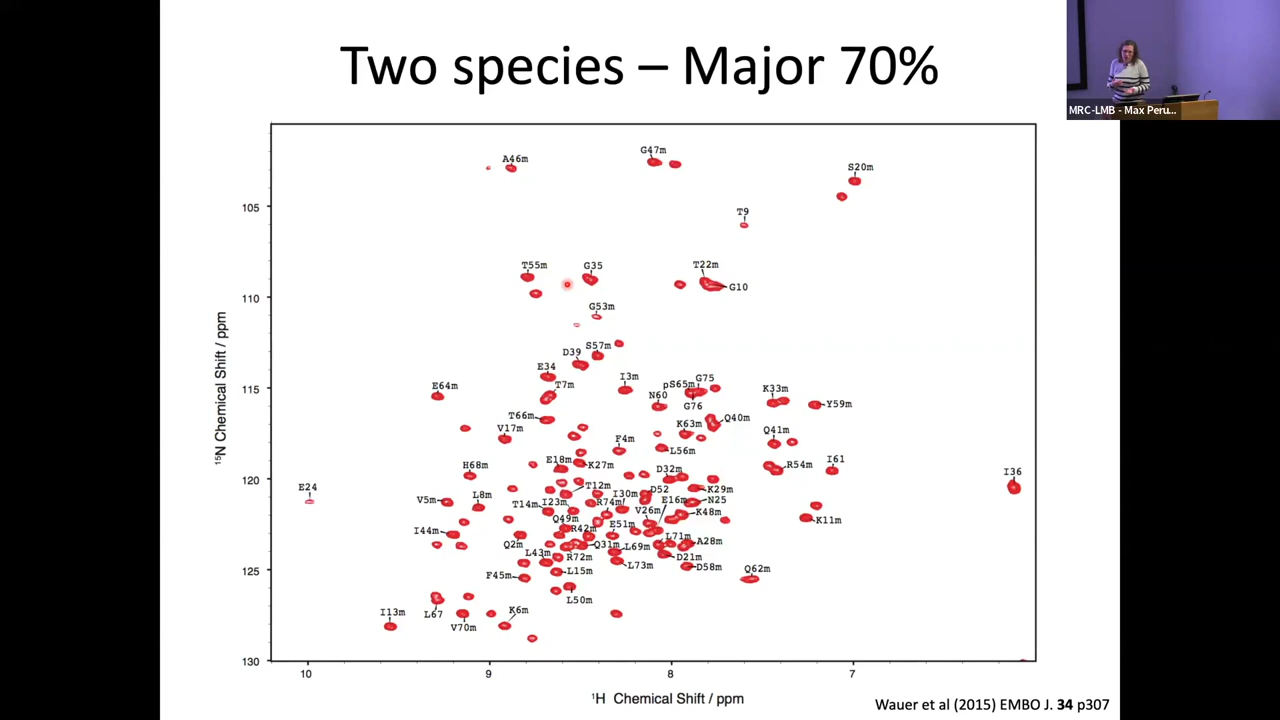 Two species – Major 70%
MRC-LMB - Max Peru...
A46m
G47m
S20m
105
T9
T55m
G35
T22m
G10
110
G53m
S57m
D39
E34
T7m
I3m
pS65m
G75
E64m
115
N60
G76
K33m
Y59m
T66m
Q40m
V17m
K63m
Q41m
F4m
L56m
E18m
K27m
H68m
D32m
R54m
I61
I36
120
E24
T12m
D52
K29m
V5m
L8m
T14m
I23m
R74m
I30m
E16m
N25
Q49m
V26m
K48m
K11m
I44m
Q2m
R42m
E51m
L71m
A28m
L43m
Q31m
L69m
R72m
D21m
125
F45m
L15m
L73m
D58m
Q62m
L50m
I13m
L67
K6m
V70m
130
10
9
8
7
15N Chemical Shift / ppm
1H Chemical Shift / ppm
Wauer et al (2015) EMBO J. 34 p307